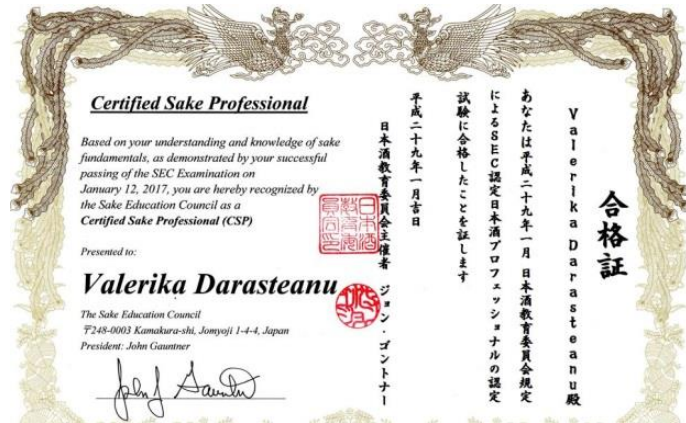 Certified Sake Professional
Based on your understanding and knowledge of sake
fundamentals, as demonstrated by your successful
passing of the SEC Examination on
January 12, 2017, you are hereby recognized by
the Sake Education Council as a
Certified Sake Professional (CSP)
Presented to:
Valerika Darasteanu
The Sake Education Council
〒248-0003 Kamakura-shi, Jomyoji 1-4-4, Japan
President: John Gauntner
合格証
Valerika Darasteanu殿
あなたは平成二十九年一月 日本酒教育委員会規定
によるSEC認定日本酒プロフェッショナルの認定
試験に合格したことを証します
平成二十九年一月吉日
日本酒教育委員会主催者 ジョン・ゴントナー